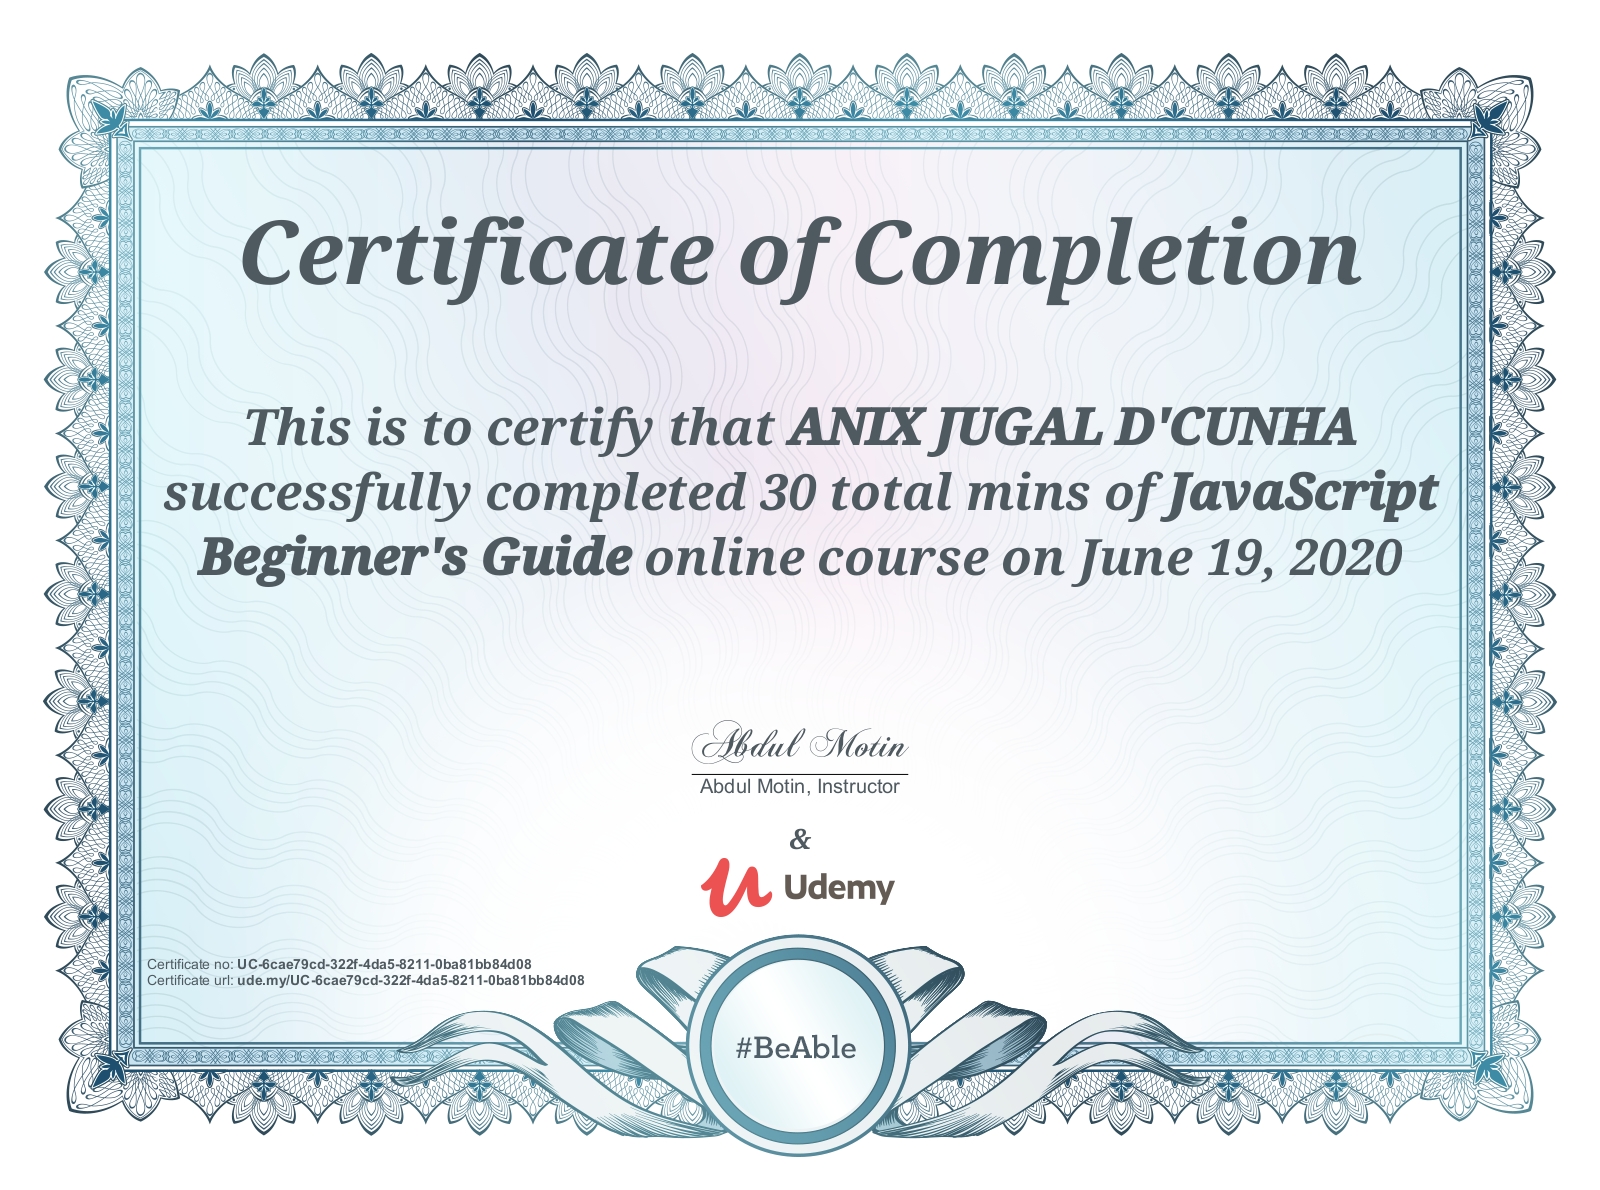 Certificate of Completion
This is to certify that ANIX JUGAL D'CUNHA
successfully completed 30 total mins of JavaScript
Beginner's Guide online course on June 19, 2020
Abdul Motin
Abdul Motin, Instructor
&
Udemy
Certificate no: UC-6cae79cd-322f-4da5-8211-0ba81bb84d08
Certificate url: ude.my/UC-6cae79cd-322f-4da5-8211-0ba81bb84d08
#BeAble